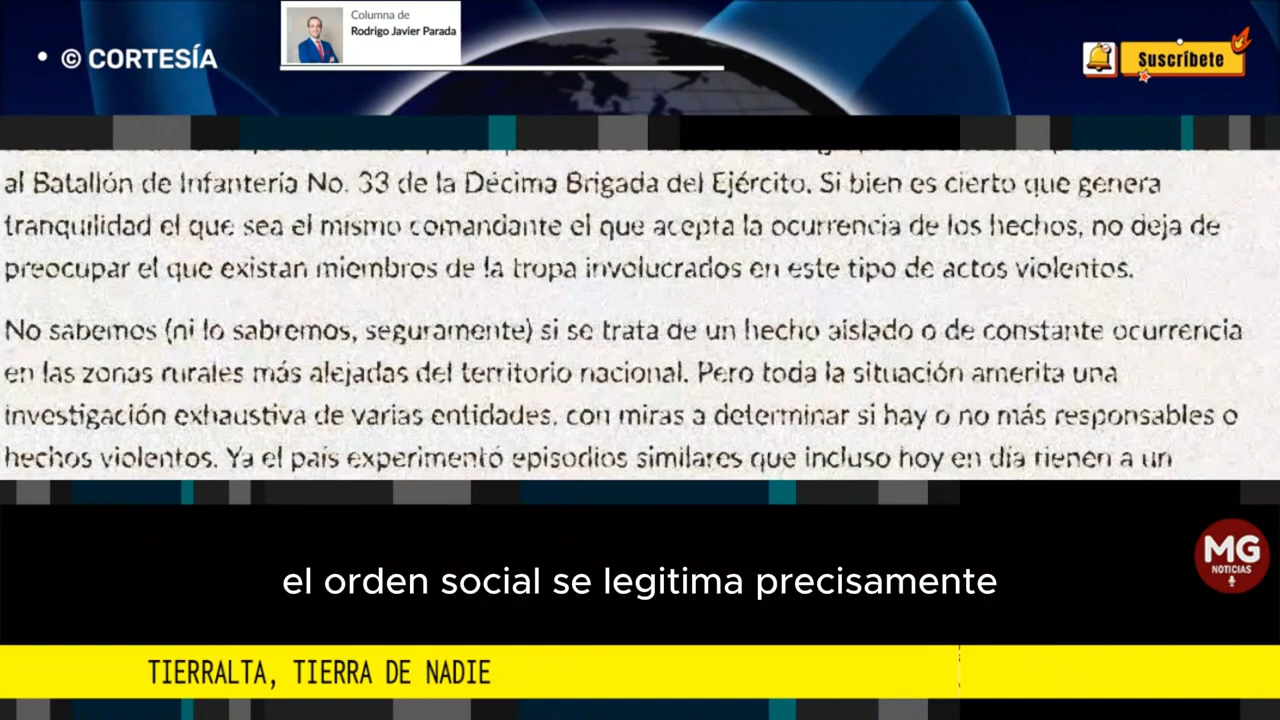 • © CORTESÍA
Columna de
Rodrigo Javier Parada
Suscríbete
al Batallón de Infantería No. 33 de la Décima Brigada del Ejército. Si bien es cierto que genera
tranquilidad el que sea el mismo comandante el que acepta la ocurrencia de los hechos, no deja de
preocupar el que existan miembros de la tropa involucrados en este tipo de actos violentos.
No sabemos (ni lo sabremos, seguramente) si se trata de un hecho aislado o de constante ocurrencia
en las zonas rurales más alejadas del territorio nacional. Pero toda la situación amerita una
investigación exhaustiva de varias entidades, con miras a determinar si hay o no más responsables o
hechos violentos. Ya el país experimentó episodios similares que incluso hoy en día tienen a un
el orden social se legitima precisamente
MG
NOTICIAS
TIERRALTA, TIERRA DE NADIE